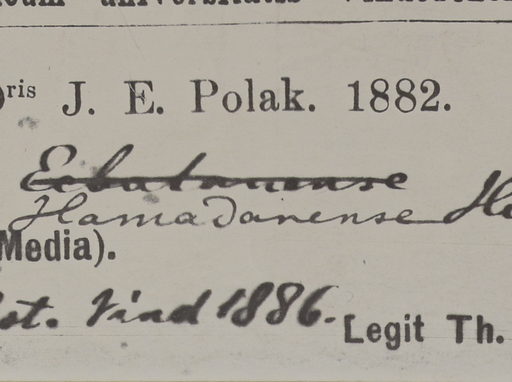 ris J. E. Polak. 1882.
Ecbatanense
Hamadanense
Media).
Vind 1886.
Legit Th.